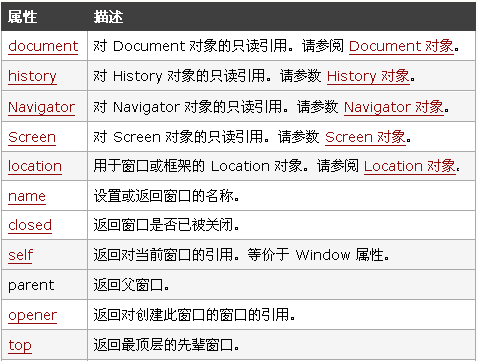 属性 描述
document 对 Document 对象的只读引用。请参阅 Document 对象。
history 对 History 对象的只读引用。请参数 History 对象。
Navigator 对 Navigator 对象的只读引用。请参数 Navigator 对象。
Screen 对 Screen 对象的只读引用。请参数 Screen 对象。
location 用于窗口或框架的 Location 对象。请参阅 Location 对象。
name 设置或返回窗口的名称。
closed 返回窗口是否已被关闭。
self 返回对当前窗口的引用。等价于 Window 属性。
parent 返回父窗口。
opener 返回对创建此窗口的窗口的引用。
top 返回最顶层的先辈窗口。